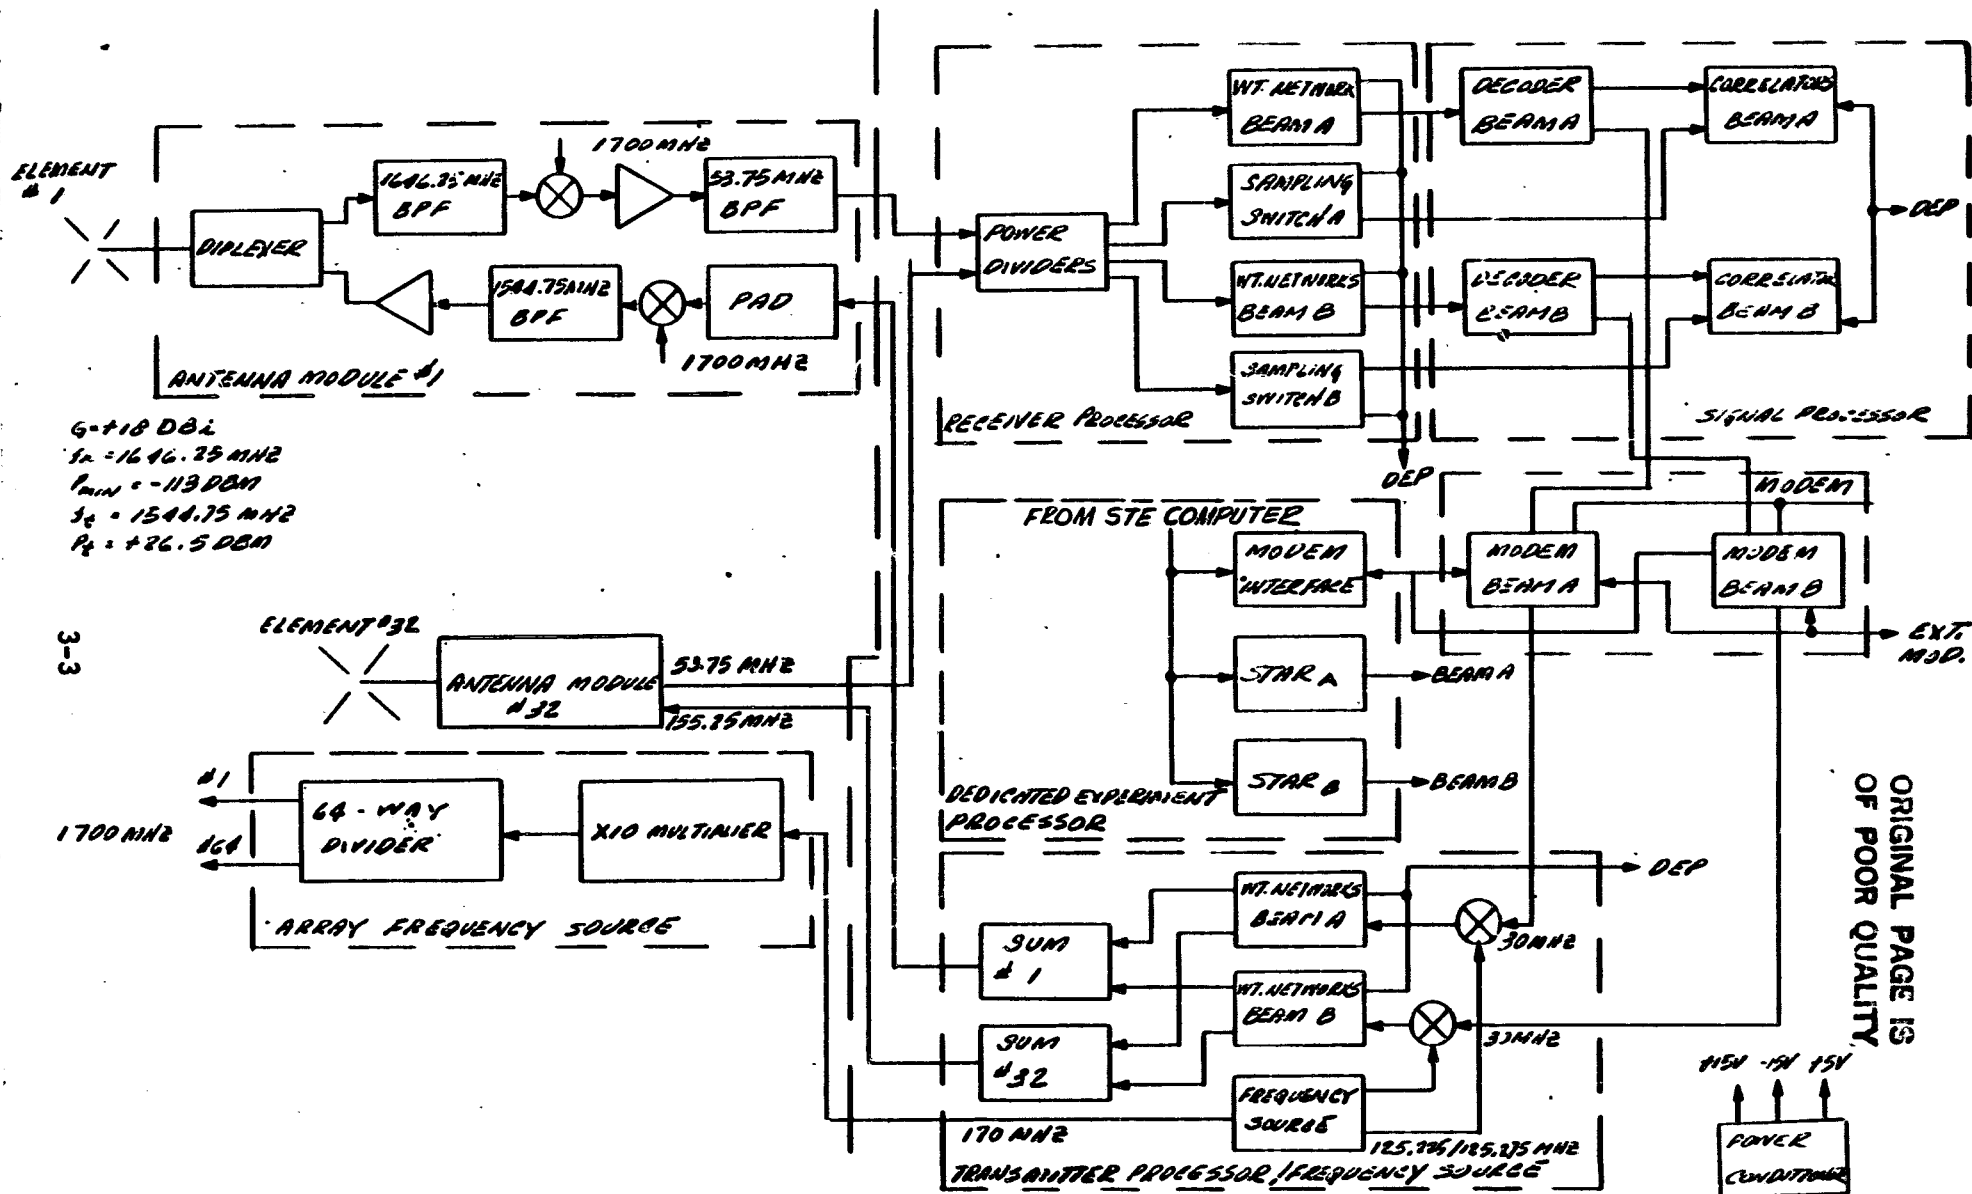 ELEMENT
#1
DIPLEXER
1646.25 MHZ
BPF
1700 MHZ
53.75 MHZ
BPF
1544.75 MHZ
BPF
PAD
1700 MHZ
ANTENNA MODULE #1
G=+18 DBi
fr = 1646.25 MHZ
PMIN = -113 DBM
ft = 1544.75 MHZ
Pt = +26.5 DBM
POWER
DIVIDERS
WT. NETWORK
BEAM A
SAMPLING
SWITCH A
WT. NETWORKS
BEAM B
SAMPLING
SWITCH B
RECEIVER PROCESSOR
DEP
DECODER
BEAM A
CORRELATORS
BEAM A
DECODER
BEAM B
CORRELATOR
BEAM B
DEP
SIGNAL PROCESSOR
FROM STE COMPUTER
MODEM
INTERFACE
STAR A
BEAM A
STAR B
BEAM B
DEDICATED EXPERIMENT
PROCESSOR
MODEM
MODEM
BEAM A
MODEM
BEAM B
EXT.
MOD.
3-3
ELEMENT #32
ANTENNA MODULE
#32
53.75 MHZ
155.25 MHZ
#1
1700 MHZ
#64
64-WAY
DIVIDER
X10 MULTIPLIER
ARRAY FREQUENCY SOURCE
SUM
#1
SUM
#32
WT. NETWORKS
BEAM A
WT. NETWORKS
BEAM B
DEP
30MHZ
30MHZ
FREQUENCY
SOURCE
170 MHZ
125.225/125.275 MHZ
TRANSMITTER PROCESSOR/FREQUENCY SOURCE
ORIGINAL PAGE IS
OF POOR QUALITY
+15V -15V +5V
POWER
CONDITIONER